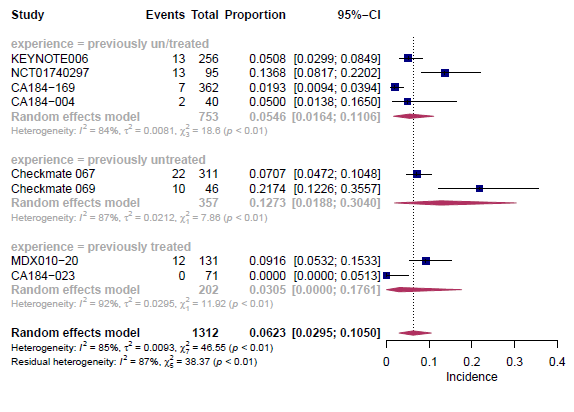 Study Events Total Proportion 95%−CI
experience = previously un/treated
KEYNOTE006 13 256 0.0508 [0.0299; 0.0849]
NCT01740297 13 95 0.1368 [0.0817; 0.2202]
CA184−169 7 362 0.0193 [0.0094; 0.0394]
CA184−004 2 40 0.0500 [0.0138; 0.1650]
Random effects model 753 0.0546 [0.0164; 0.1106]
Heterogeneity: I² = 84%, τ² = 0.0081, χ²₃ = 18.6 (p < 0.01)
experience = previously untreated
Checkmate 067 22 311 0.0707 [0.0472; 0.1048]
Checkmate 069 10 46 0.2174 [0.1226; 0.3557]
Random effects model 357 0.1273 [0.0188; 0.3040]
Heterogeneity: I² = 87%, τ² = 0.0212, χ²₁ = 7.86 (p < 0.01)
experience = previously treated
MDX010−20 12 131 0.0916 [0.0532; 0.1533]
CA184−023 0 71 0.0000 [0.0000; 0.0513]
Random effects model 202 0.0305 [0.0000; 0.1761]
Heterogeneity: I² = 92%, τ² = 0.0295, χ²₁ = 11.92 (p < 0.01)
Random effects model 1312 0.0623 [0.0295; 0.1050]
Heterogeneity: I² = 85%, τ² = 0.0093, χ²₇ = 46.55 (p < 0.01)
Residual heterogeneity: I² = 87%, χ²₅ = 38.37 (p < 0.01)
0 0.1 0.2 0.3 0.4
Incidence